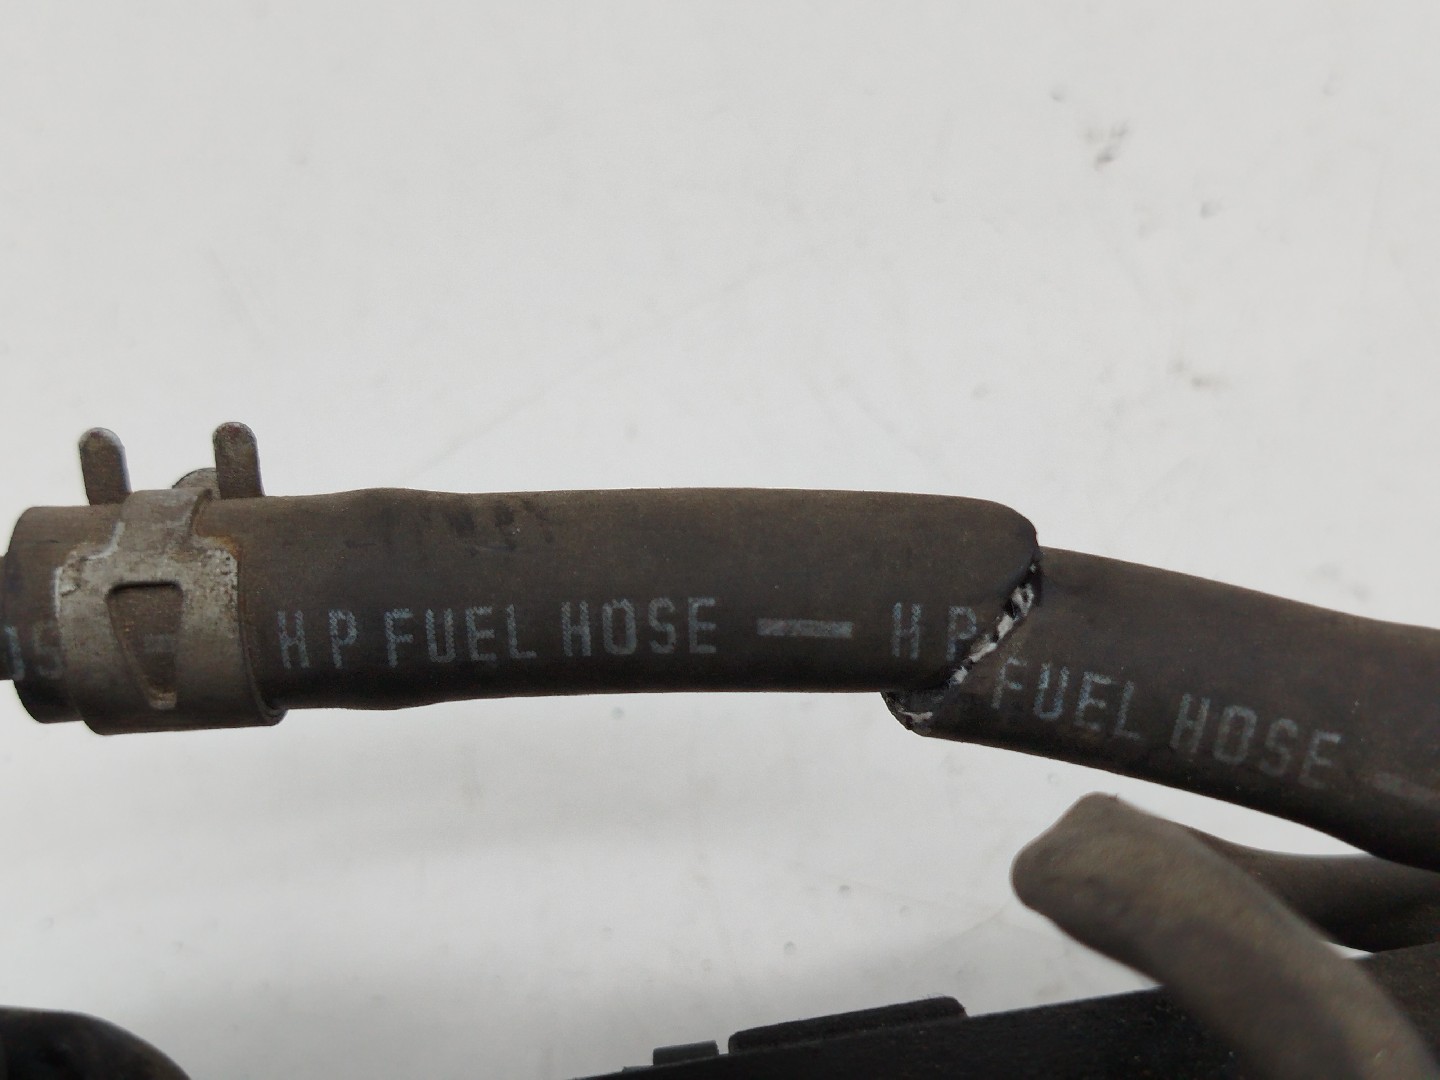 HP FUEL HOSE — HP FUEL HOSE —